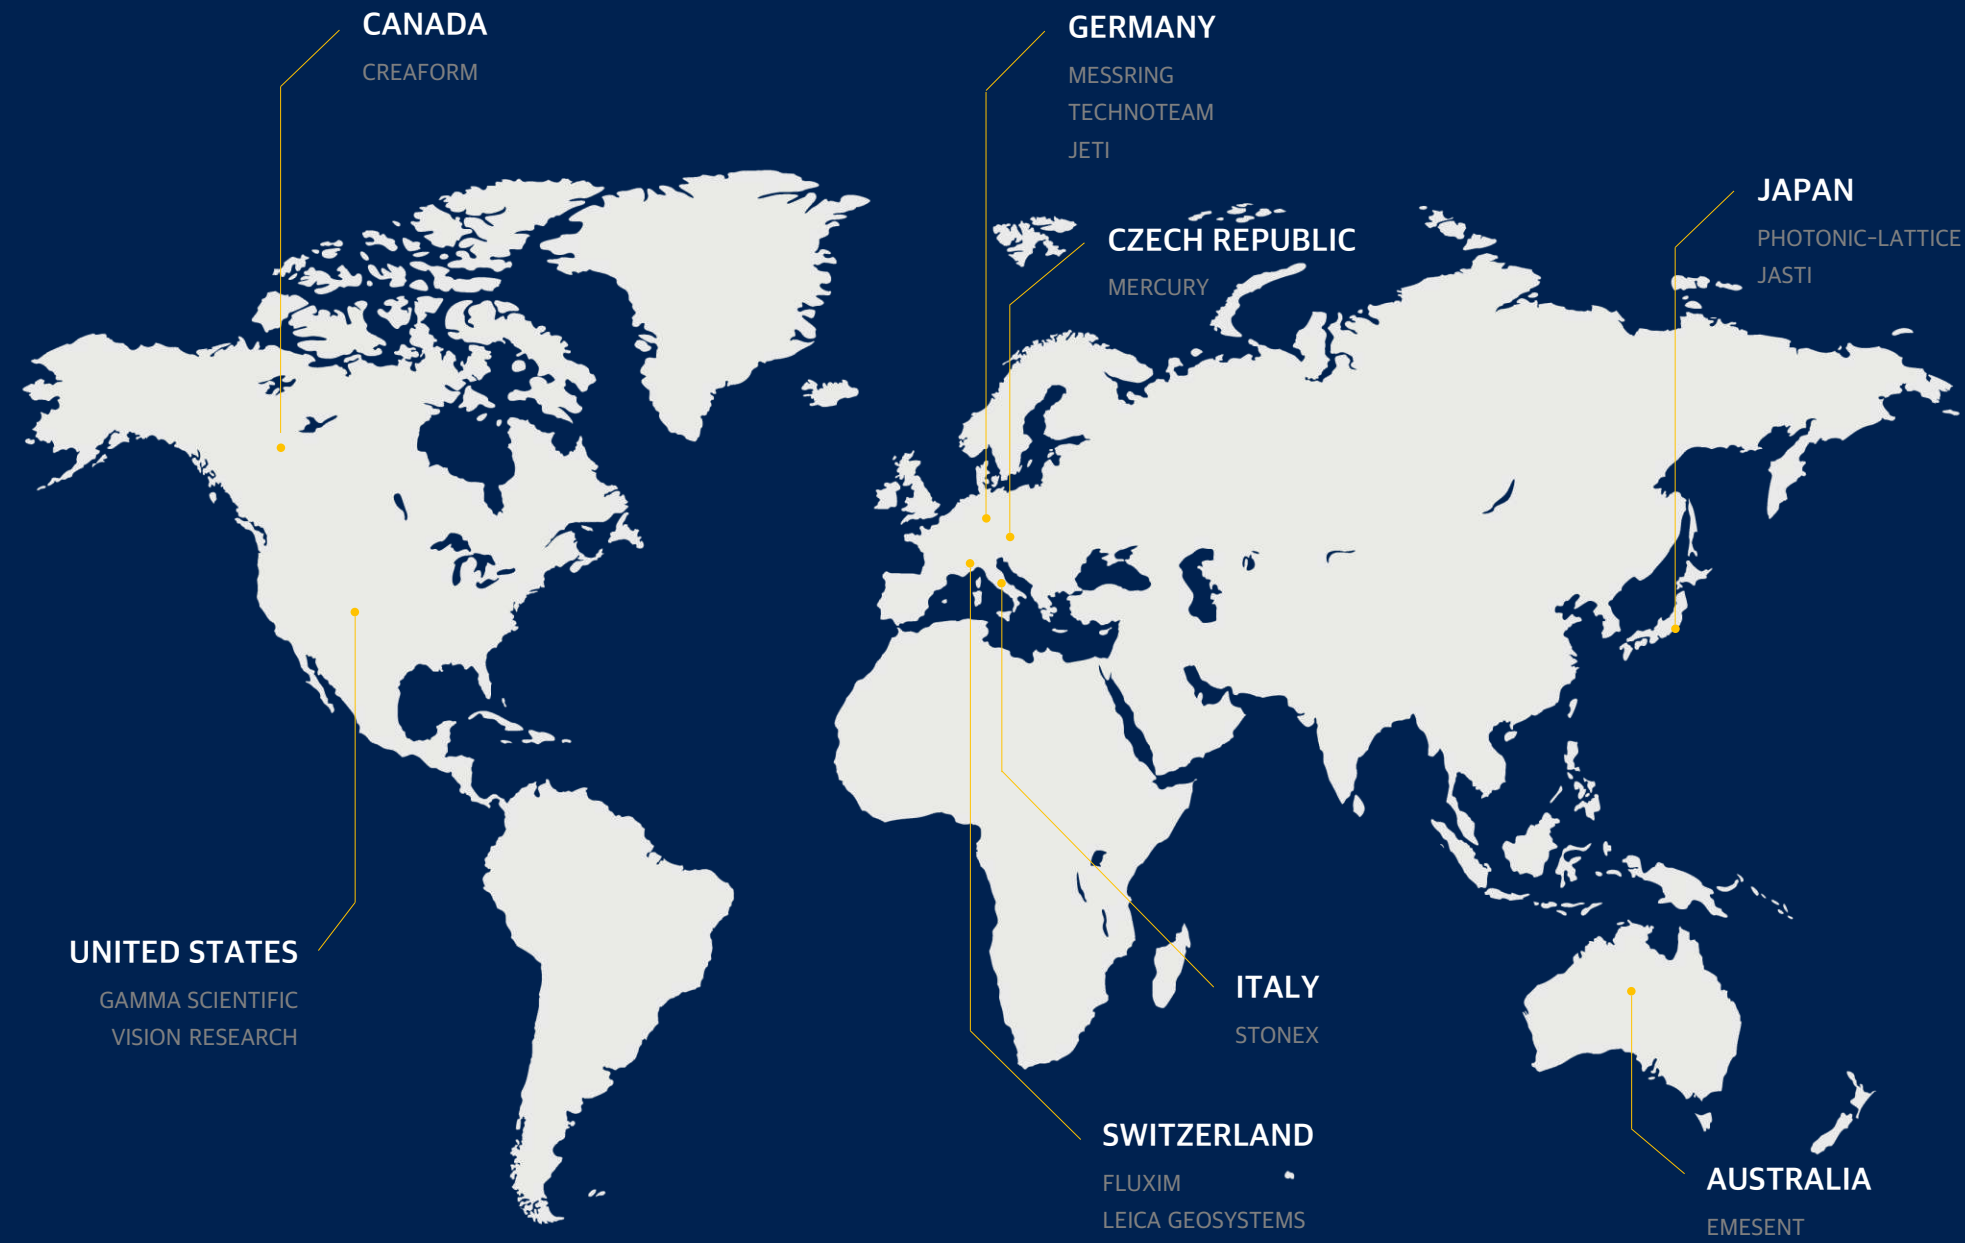 CANADA
CREAFORM
GERMANY
MESSRING
TECHNOTEAM
JETI
JAPAN
PHOTONIC-LATTICE
JASTI
CZECH REPUBLIC
MERCURY
UNITED STATES
GAMMA SCIENTIFIC
VISION RESEARCH
ITALY
STONEX
SWITZERLAND
FLUXIM
LEICA GEOSYSTEMS
AUSTRALIA
EMESENT